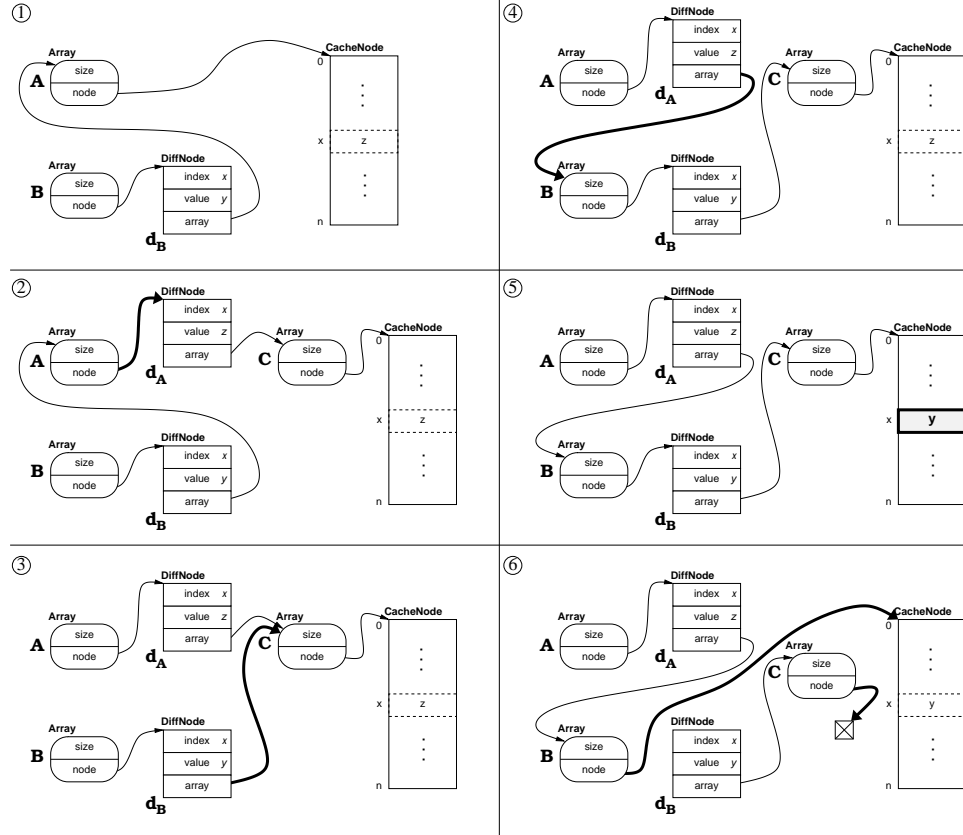 1
Array
A
size
node
CacheNode
0
x z
n
Array
B
size
node
DiffNode
index x
value y
array
dB
2
DiffNode
index x
value z
array
dA
Array
A
size
node
Array
C
size
node
CacheNode
0
x z
n
Array
B
size
node
DiffNode
index x
value y
array
dB
3
DiffNode
index x
value z
array
dA
Array
A
size
node
Array
C
size
node
CacheNode
0
x z
n
Array
B
size
node
DiffNode
index x
value y
array
dB
4
DiffNode
index x
value z
array
dA
Array
A
size
node
Array
C
size
node
CacheNode
0
x z
n
Array
B
size
node
DiffNode
index x
value y
array
dB
5
DiffNode
index x
value z
array
dA
Array
A
size
node
Array
C
size
node
CacheNode
0
x y
n
Array
B
size
node
DiffNode
index x
value y
array
dB
6
DiffNode
index x
value z
array
dA
Array
A
size
node
Array
C
size
node
CacheNode
0
x y
n
Array
B
size
node
DiffNode
index x
value y
array
dB